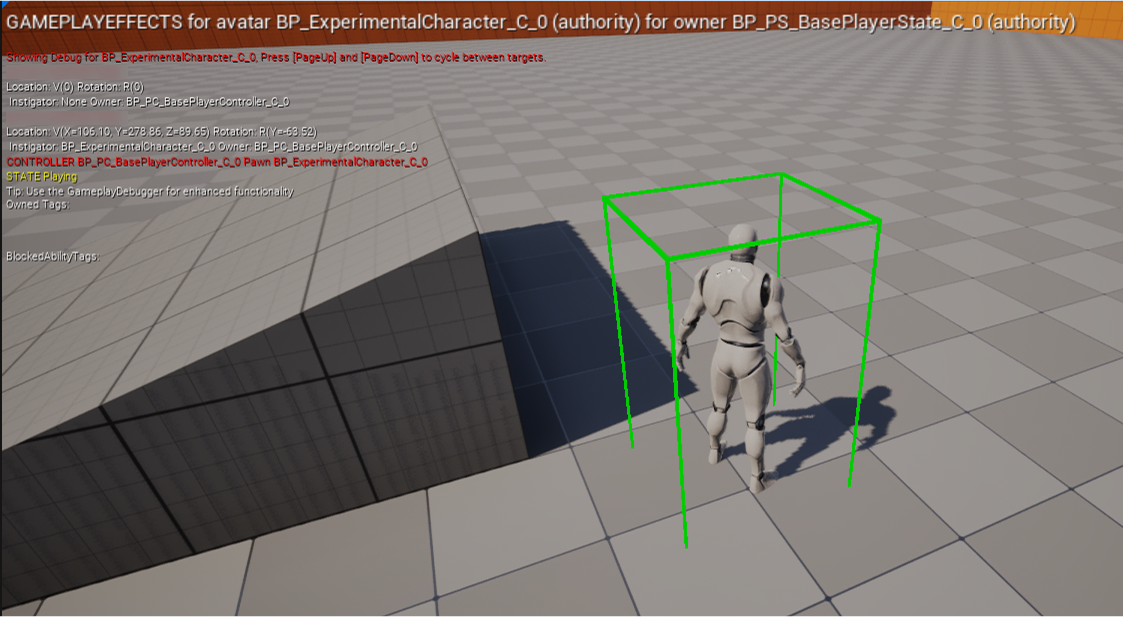 GAMEPLAYEFFECTS for avatar BP_ExperimentalCharacter_C_0 (authority) for owner BP_PS_BasePlayerState_C_0 (authority)
Showing Debug for BP_ExperimentalCharacter_C_0, Press [PageUp] and [PageDown] to cycle between targets.
Location: V(0) Rotation: R(0)
Instigator: None Owner: BP_PC_BasePlayerController_C_0
Location: V(X=106.10, Y=278.86, Z=89.65) Rotation: R(Y=-63.52)
Instigator: BP_ExperimentalCharacter_C_0 Owner: BP_PC_BasePlayerController_C_0
CONTROLLER BP_PC_BasePlayerController_C_0 Pawn BP_ExperimentalCharacter_C_0
STATE Playing
Tip: Use the GameplayDebugger for enhanced functionality
Owned Tags:
BlockedAbilityTags: